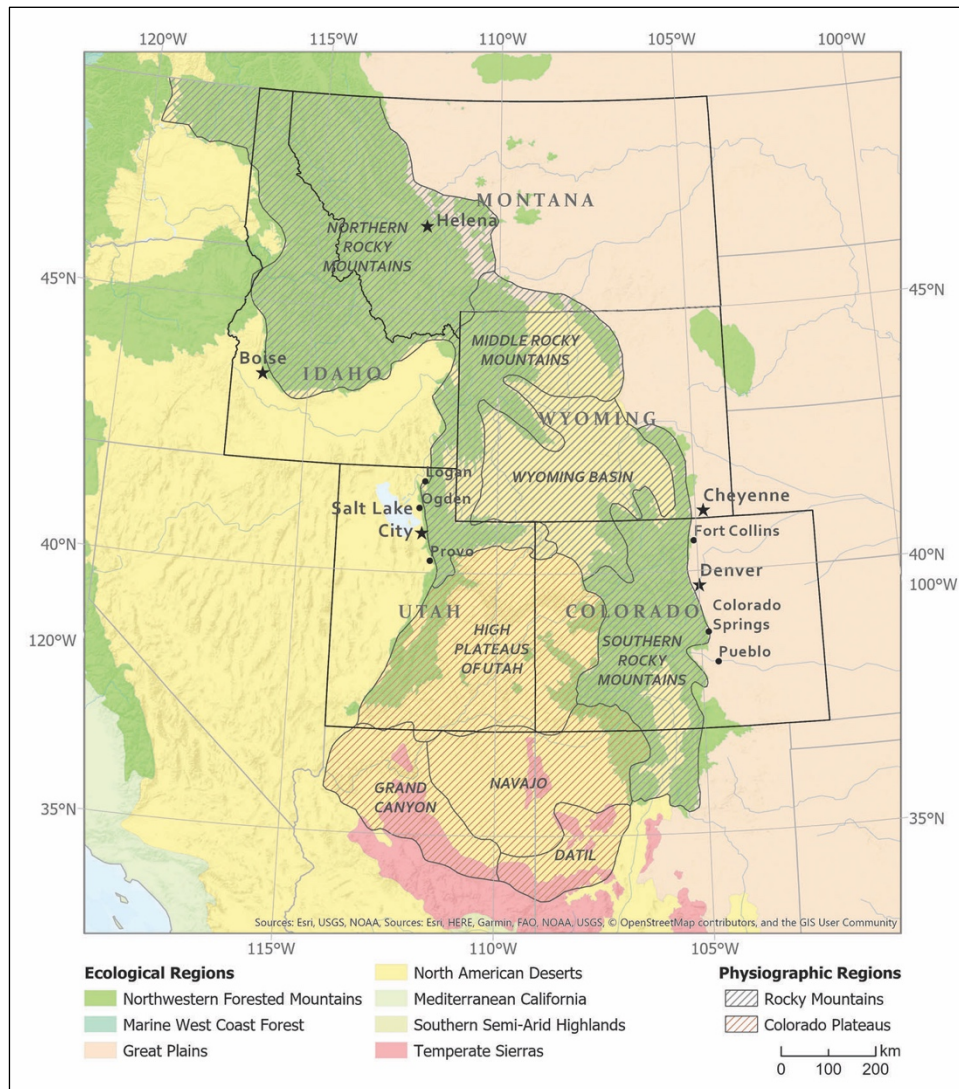 120°W 115°W 110°W 105°W 100°W
MONTANA
Helena
NORTHERN
ROCKY
MOUNTAINS
45°N
45°N
MIDDLE ROCKY
MOUNTAINS
Boise
IDAHO
WYOMING
WYOMING BASIN
Logan
Ogden
Salt Lake
City
Cheyenne
Fort Collins
40°N
40°N
Provo
Denver
100°W
UTAH
COLORADO
Colorado
Springs
120°W
HIGH
PLATEAUS
OF UTAH
SOUTHERN
ROCKY
MOUNTAINS
Pueblo
GRAND
CANYON
NAVAJO
35°N
35°N
DATIL
Sources: Esri, USGS, NOAA, Sources: Esri, HERE, Garmin, FAO, NOAA, USGS, © OpenStreetMap contributors, and the GIS User Community
115°W 110°W 105°W
Ecological Regions
Northwestern Forested Mountains
Marine West Coast Forest
Great Plains
North American Deserts
Mediterranean California
Southern Semi-Arid Highlands
Temperate Sierras
Physiographic Regions
Rocky Mountains
Colorado Plateaus
km
0 100 200